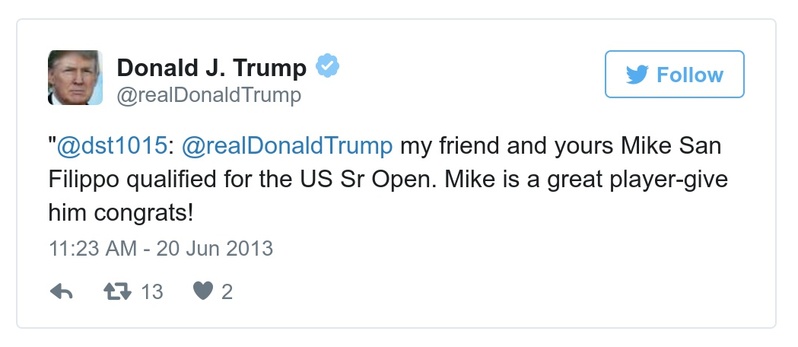 Donald J. Trump
@realDonaldTrump
Follow
"@dst1015: @realDonaldTrump my friend and yours Mike San
Filippo qualified for the US Sr Open. Mike is a great player-give
him congrats!
11:23 AM - 20 Jun 2013
13 2